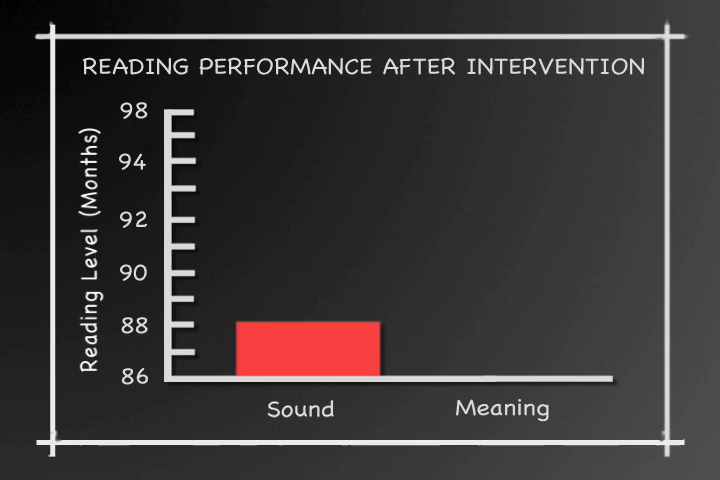 READING PERFORMANCE AFTER INTERVENTION
Reading Level (Months)
98
94
92
90
88
86
Sound
Meaning